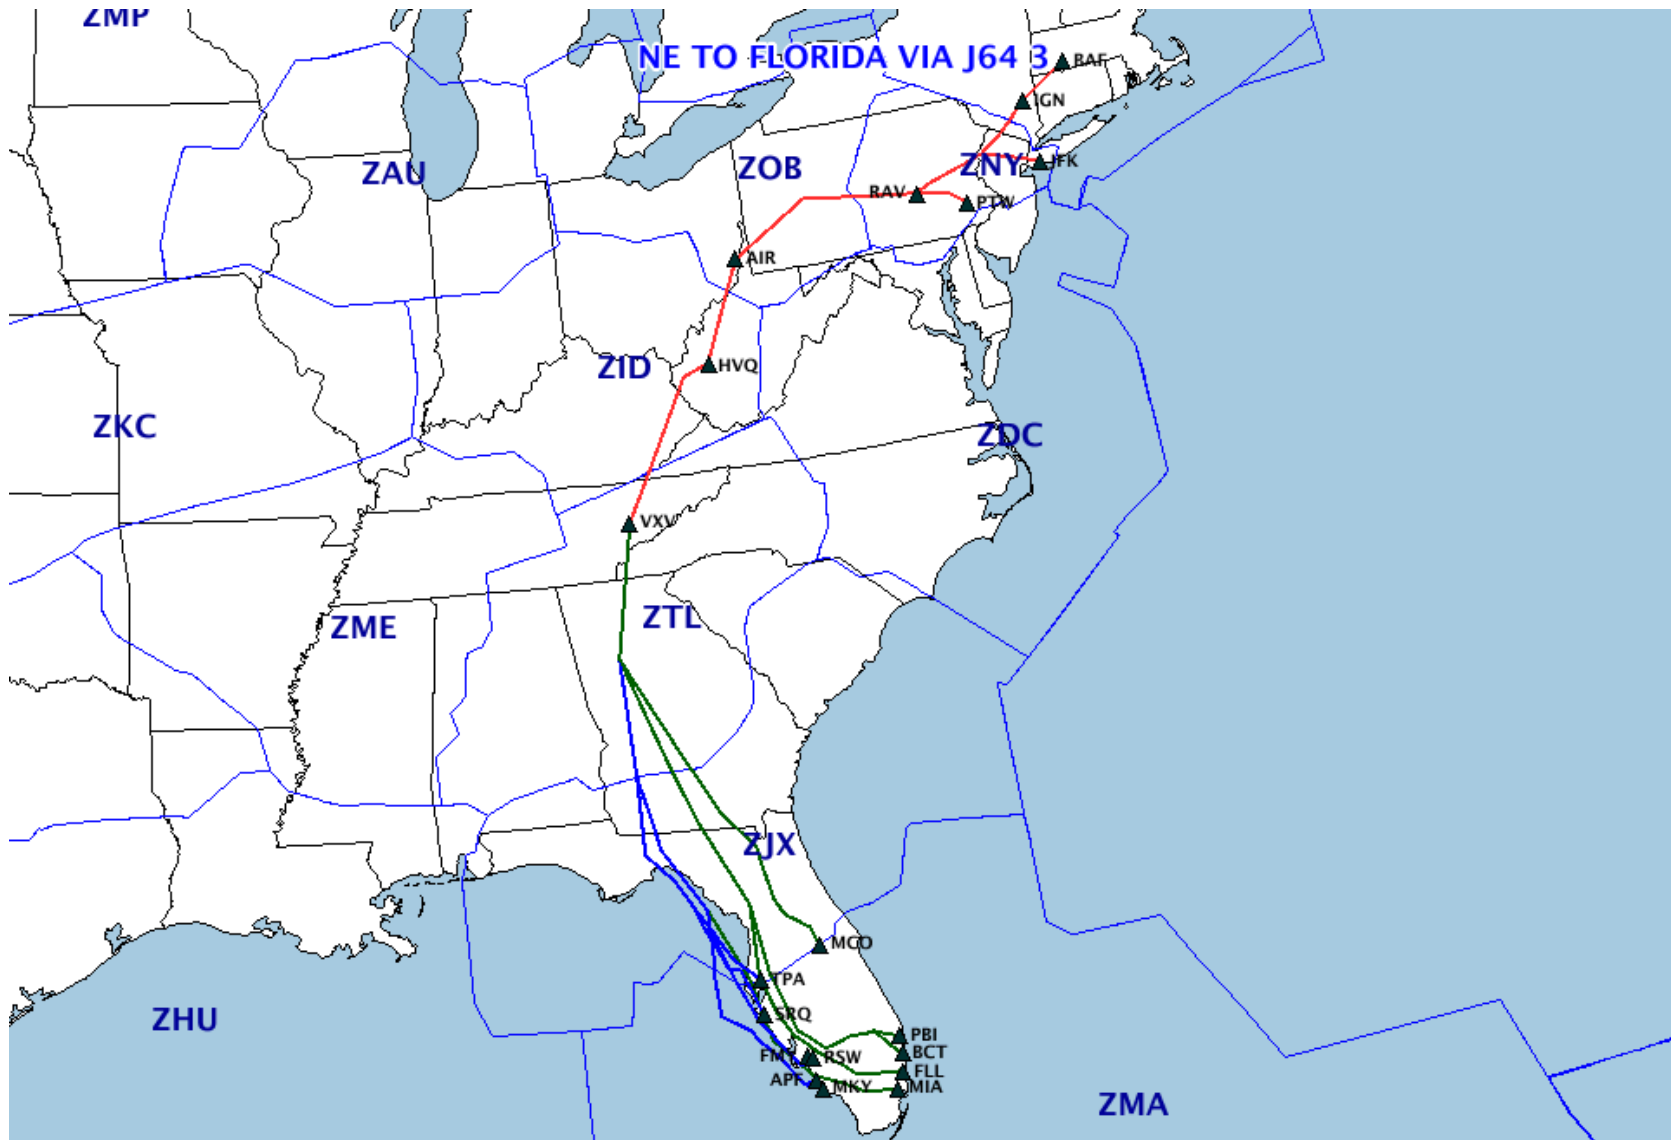 ZMP
NE TO FLORIDA VIA J64 3
BAF
IGN
ZAU
ZOB
ZNY
JFK
RAV
PTW
AIR
ZID
HVQ
ZKC
ZDC
VXV
ZME
ZTL
ZJX
MCO
TPA
SRQ
ZHU
PBI
FMY
RSW
BCT
FLL
APF
MKY
MIA
ZMA